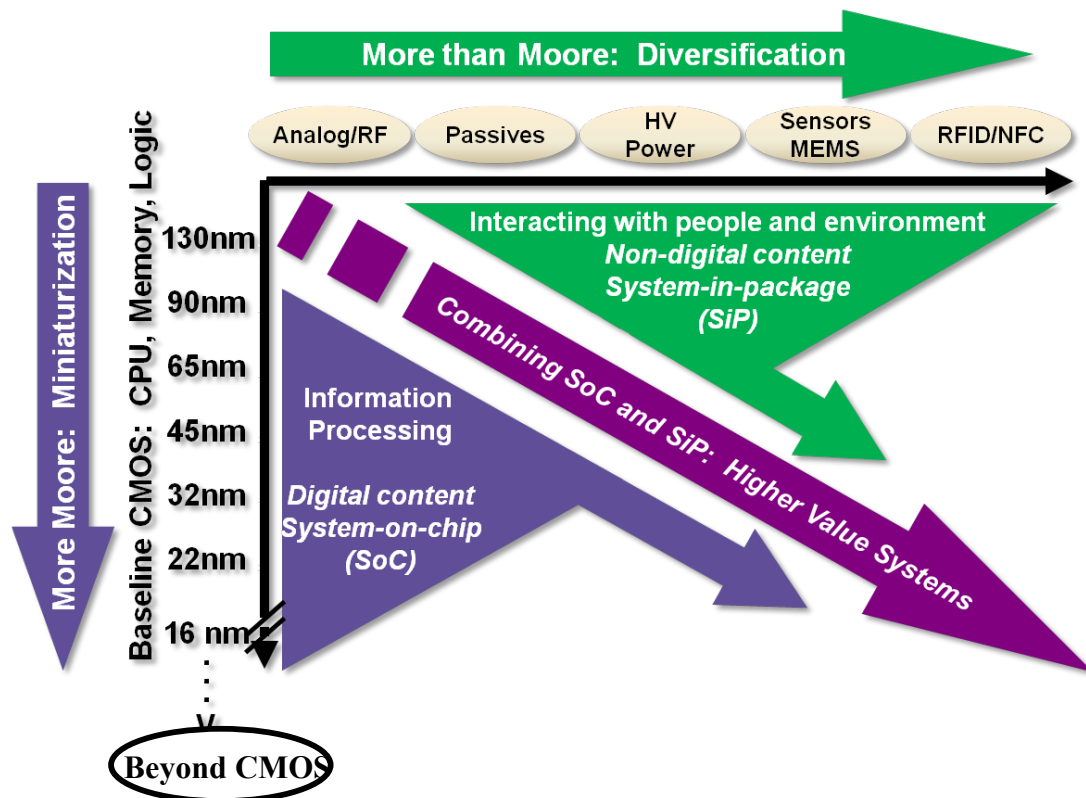 More than Moore: Diversification
Analog/RF
Passives
HV
Power
Sensors
MEMS
RFID/NFC
More Moore: Miniaturization
Baseline CMOS: CPU, Memory, Logic
130nm
90nm
65nm
45nm
32nm
22nm
16 nm
Interacting with people and environment
Non-digital content
System-in-package
(SiP)
Combining SoC and SiP: Higher Value Systems
Information
Processing
Digital content
System-on-chip
(SoC)
Beyond CMOS